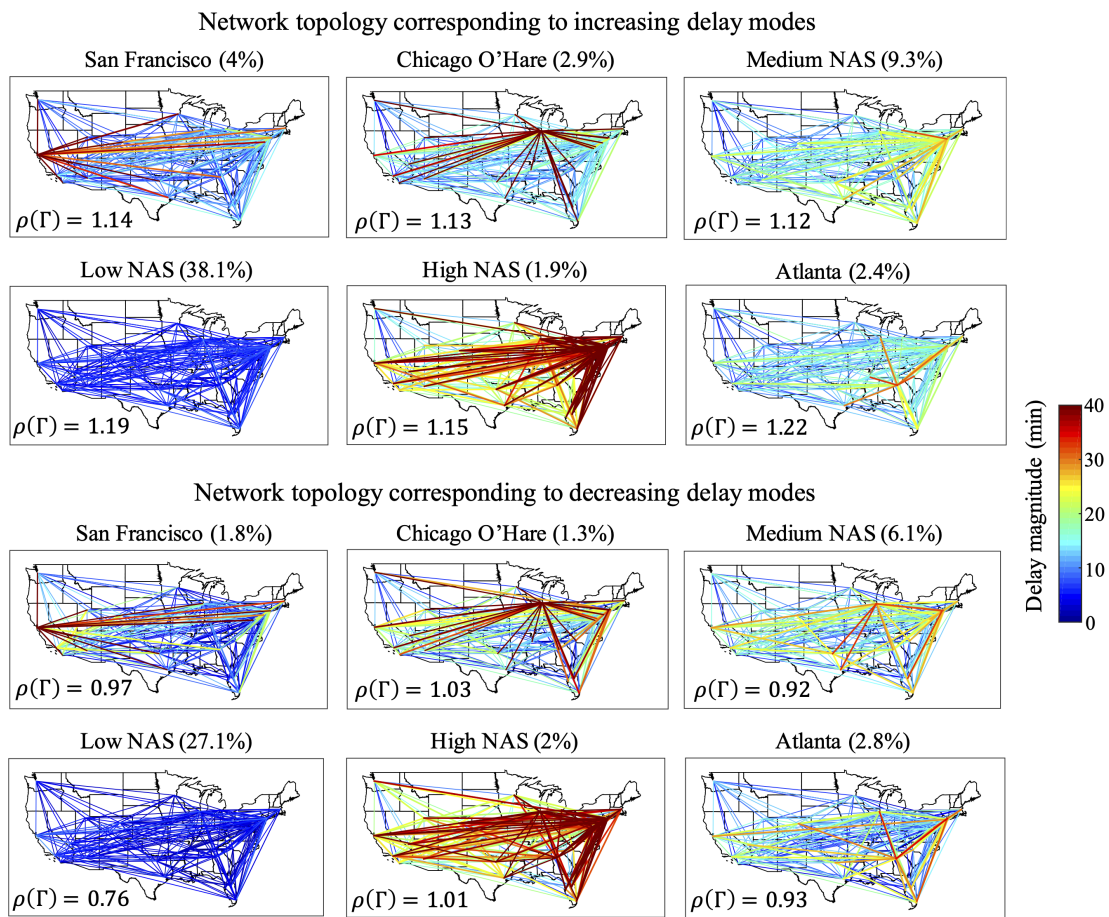 Network topology corresponding to increasing delay modes
San Francisco (4%)
Chicago O’Hare (2.9%)
Medium NAS (9.3%)
ρ(Γ) = 1.14
ρ(Γ) = 1.13
ρ(Γ) = 1.12
Low NAS (38.1%)
High NAS (1.9%)
Atlanta (2.4%)
ρ(Γ) = 1.19
ρ(Γ) = 1.15
ρ(Γ) = 1.22
Network topology corresponding to decreasing delay modes
San Francisco (1.8%)
Chicago O’Hare (1.3%)
Medium NAS (6.1%)
ρ(Γ) = 0.97
ρ(Γ) = 1.03
ρ(Γ) = 0.92
Low NAS (27.1%)
High NAS (2%)
Atlanta (2.8%)
ρ(Γ) = 0.76
ρ(Γ) = 1.01
ρ(Γ) = 0.93
Delay magnitude (min)
40
30
20
10
0